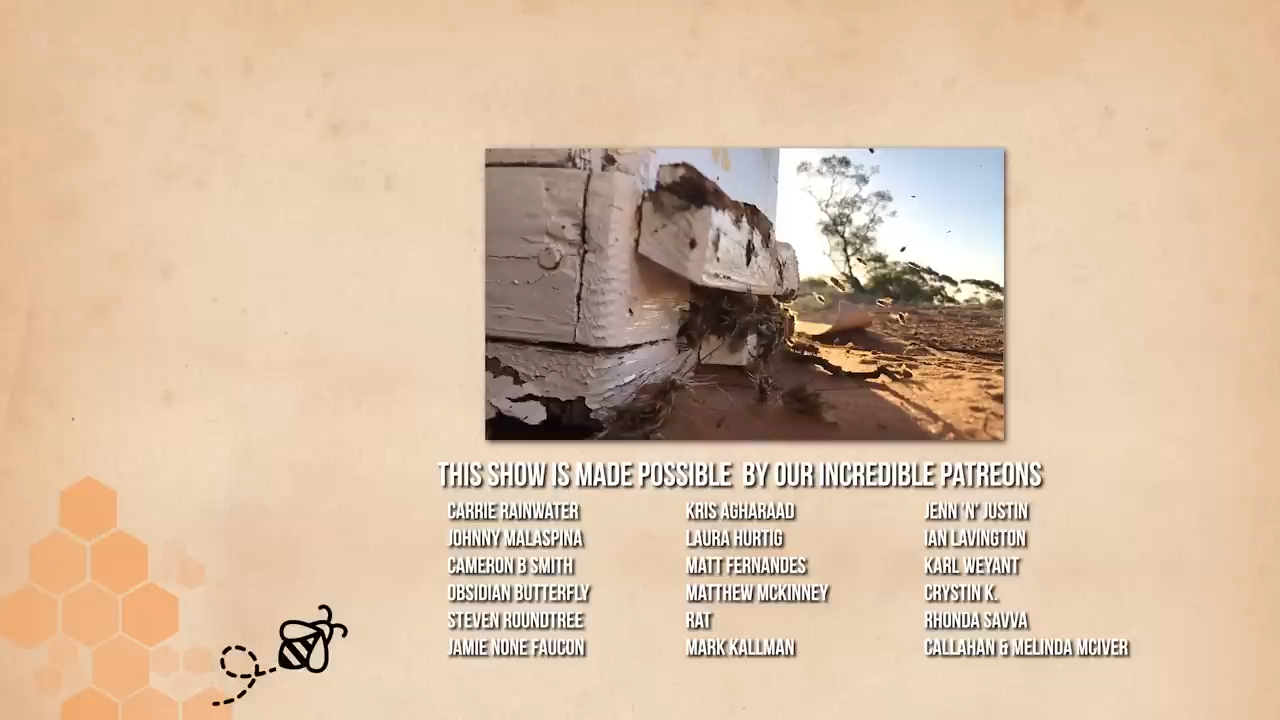 THIS SHOW IS MADE POSSIBLE BY OUR INCREDIBLE PATREONS
CARRIE RAINWATER
JOHNNY MALASPINA
CAMERON B SMITH
OBSIDIAN BUTTERFLY
STEVEN ROUNDTREE
JAMIE NONE FAUCON
KRIS AGHARAAD
LAURA HURTIG
MATT FERNANDES
MATTHEW MCKINNEY
RAT
MARK KALLMAN
JENN 'N' JUSTIN
IAN LAVINGTON
KARL WEYANT
CRYSTIN K.
RHONDA SAVVA
CALLAHAN & MELINDA MCIVER